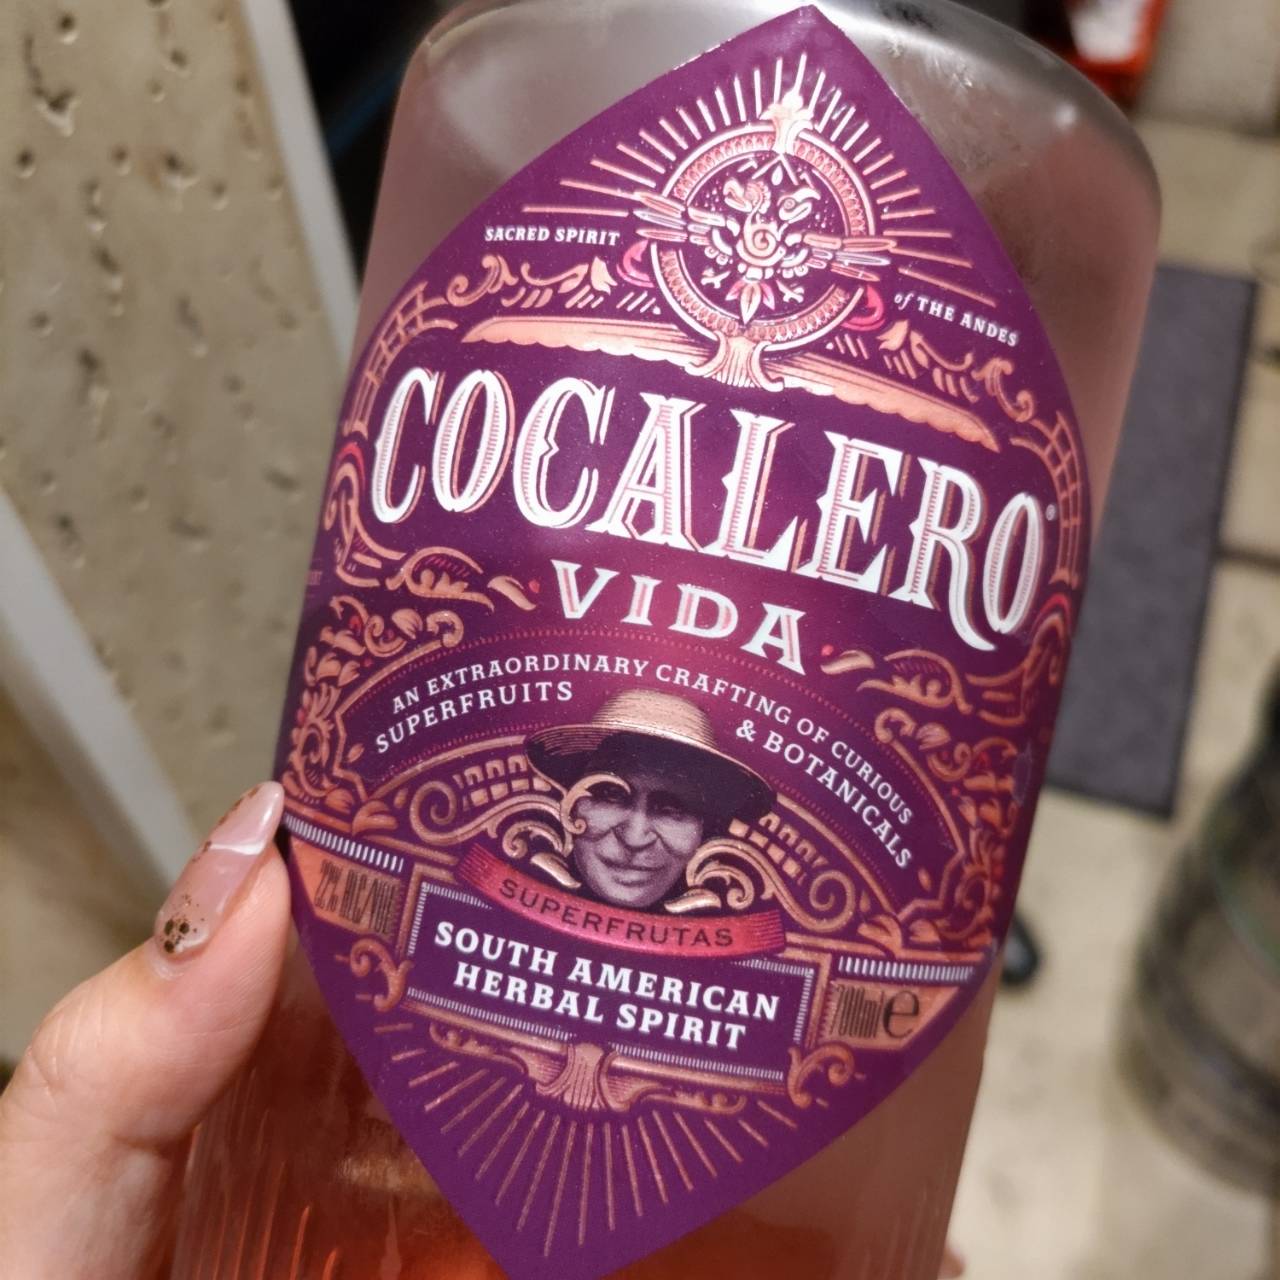 SACRED SPIRIT
of THE ANDES
COCALERO®
VIDA
AN EXTRAORDINARY CRAFTING OF CURIOUS
SUPERFRUITS & BOTANICALS
SUPERFRUTAS
SOUTH AMERICAN
HERBAL SPIRIT
700ml e